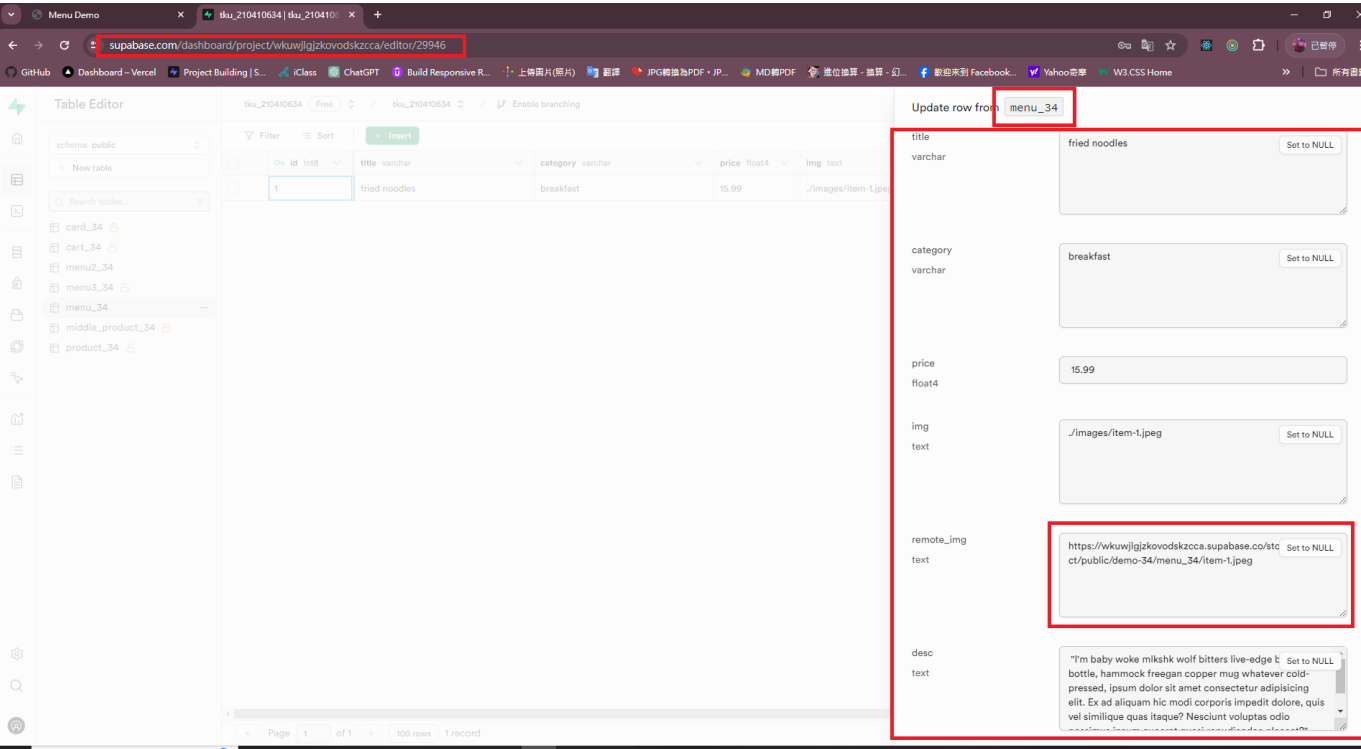 Menu Demo
tku_210410634 | tku_210410
supabase.com/dashboard/project/wkuwjlgjzkovodskzcca/editor/29946
已暫停
GitHub
Dashboard – Vercel
Project Building | S...
iClass
ChatGPT
Build Responsive R...
上傳圖片(照片)
翻譯
JPG轉換為PDF・JP...
MD轉PDF
進位換算 - 換算 - 幻...
歡迎來到 Facebook...
Yahoo奇摩
W3.CSS Home
所有書
Table Editor
tku_210410634 Free / tku_210410634 / Enable branching
Update row from menu_34
schema: public
New table
Search tables...
card_34
cart_34
menu2_34
menu3_34
menu_34
middle_product_34
product_34
Filter Sort Insert
id int8 title varchar category varchar price float4 img text
1 fried noodles breakfast 15.99 ./images/item-1.jpeg
title
varchar
fried noodles
Set to NULL
category
varchar
breakfast
Set to NULL
price
float4
15.99
img
text
./images/item-1.jpeg
Set to NULL
remote_img
text
https://wkuwjlgjzkovodskzcca.supabase.co/sto
ct/public/demo-34/menu_34/item-1.jpeg
Set to NULL
desc
text
"I'm baby woke mlkshk wolf bitters live-edge b
Set to NULL
bottle, hammock freegan copper mug whatever cold-
pressed, ipsum dolor sit amet consectetur adipisicing
elit. Ex ad aliquam hic modi corporis impedit dolore, quis
vel similique quas itaque? Nesciunt voluptas odio
Page 1 of 1 100 rows 1 record